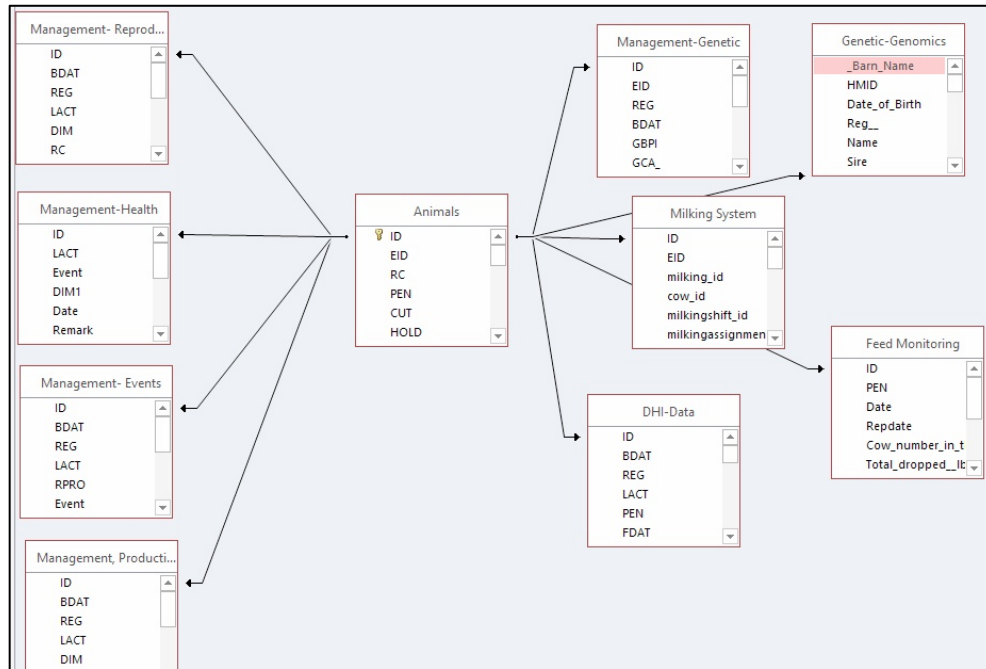 Management- Reprod...
ID
BDAT
REG
LACT
DIM
RC
Management-Health
ID
LACT
Event
DIM1
Date
Remark
Management- Events
ID
BDAT
REG
LACT
RPRO
Event
Management, Producti...
ID
BDAT
REG
LACT
DIM
Animals
ID
EID
RC
PEN
CUT
HOLD
Management-Genetic
ID
EID
REG
BDAT
GBPI
GCA_
Genetic-Genomics
_Barn_Name
HMID
Date_of_Birth
Reg__
Name
Sire
Milking System
ID
EID
milking_id
cow_id
milkingshift_id
milkingassignmen
Feed Monitoring
ID
PEN
Date
Repdate
Cow_number_in_t
Total_dropped__lb
DHI-Data
ID
BDAT
REG
LACT
PEN
FDAT